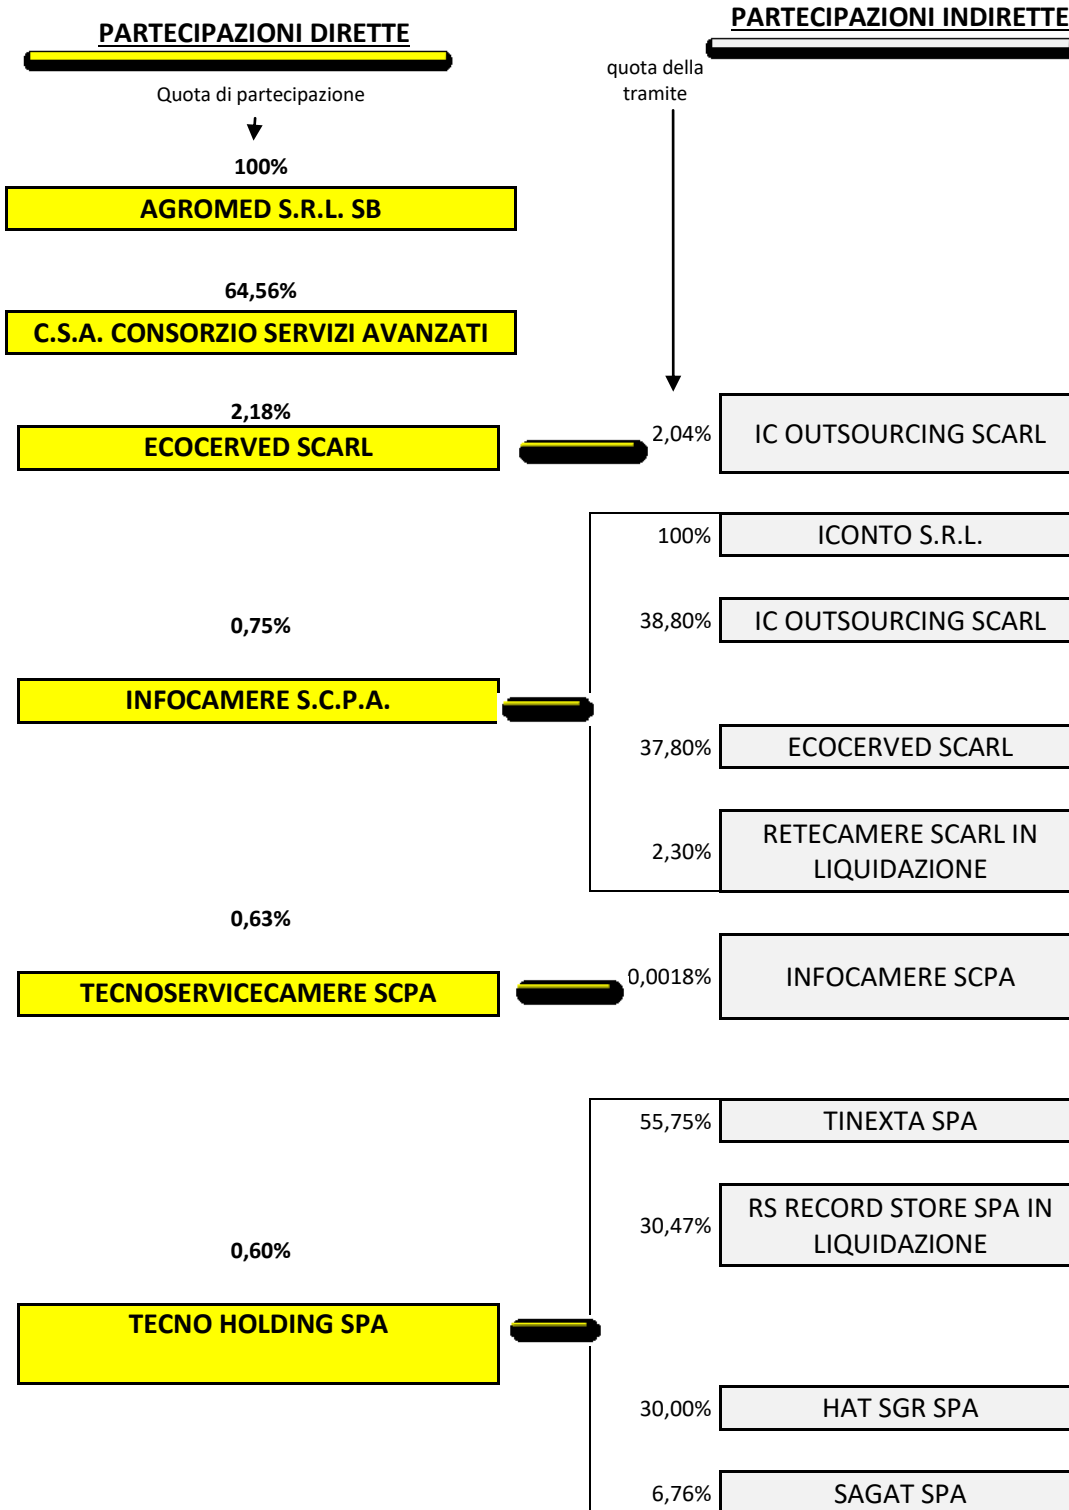 PARTECIPAZIONI DIRETTE
PARTECIPAZIONI INDIRETTE
Quota di partecipazione
quota della
tramite
100%
AGROMED S.R.L. SB
64,56%
C.S.A. CONSORZIO SERVIZI AVANZATI
2,18%
ECOCERVED SCARL
2,04%
IC OUTSOURCING SCARL
100%
ICONTO S.R.L.
38,80%
IC OUTSOURCING SCARL
0,75%
INFOCAMERE S.C.P.A.
37,80%
ECOCERVED SCARL
2,30%
RETECAMERE SCARL IN
LIQUIDAZIONE
0,63%
TECNOSERVICECAMERE SCPA
0,0018%
INFOCAMERE SCPA
55,75%
TINEXTA SPA
30,47%
RS RECORD STORE SPA IN
LIQUIDAZIONE
0,60%
TECNO HOLDING SPA
30,00%
HAT SGR SPA
6,76%
SAGAT SPA